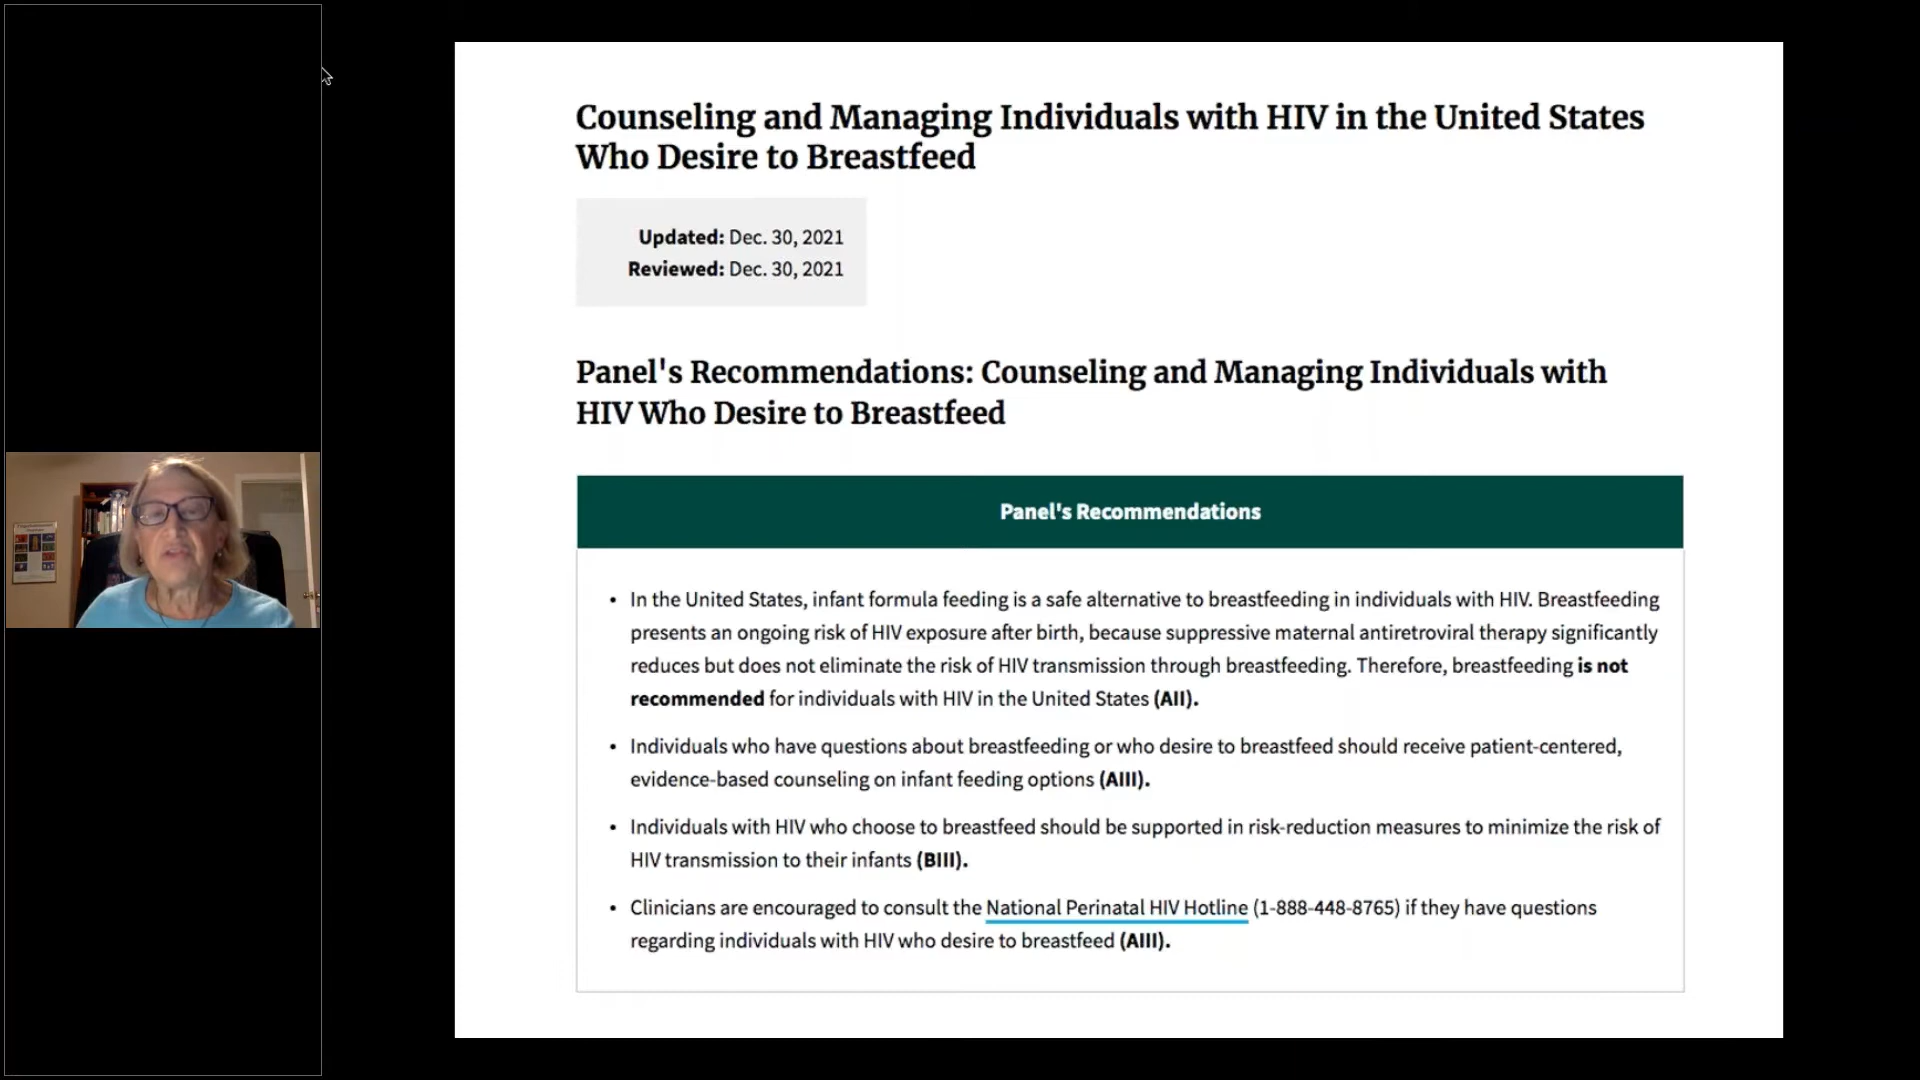 Counseling and Managing Individuals with HIV in the United States
Who Desire to Breastfeed
Updated: Dec. 30, 2021
Reviewed: Dec. 30, 2021
Panel's Recommendations: Counseling and Managing Individuals with
HIV Who Desire to Breastfeed
Panel's Recommendations
• In the United States, infant formula feeding is a safe alternative to breastfeeding in individuals with HIV. Breastfeeding
presents an ongoing risk of HIV exposure after birth, because suppressive maternal antiretroviral therapy significantly
reduces but does not eliminate the risk of HIV transmission through breastfeeding. Therefore, breastfeeding is not
recommended for individuals with HIV in the United States (AII).
• Individuals who have questions about breastfeeding or who desire to breastfeed should receive patient-centered,
evidence-based counseling on infant feeding options (AIII).
• Individuals with HIV who choose to breastfeed should be supported in risk-reduction measures to minimize the risk of
HIV transmission to their infants (BIII).
• Clinicians are encouraged to consult the National Perinatal HIV Hotline (1-888-448-8765) if they have questions
regarding individuals with HIV who desire to breastfeed (AIII).